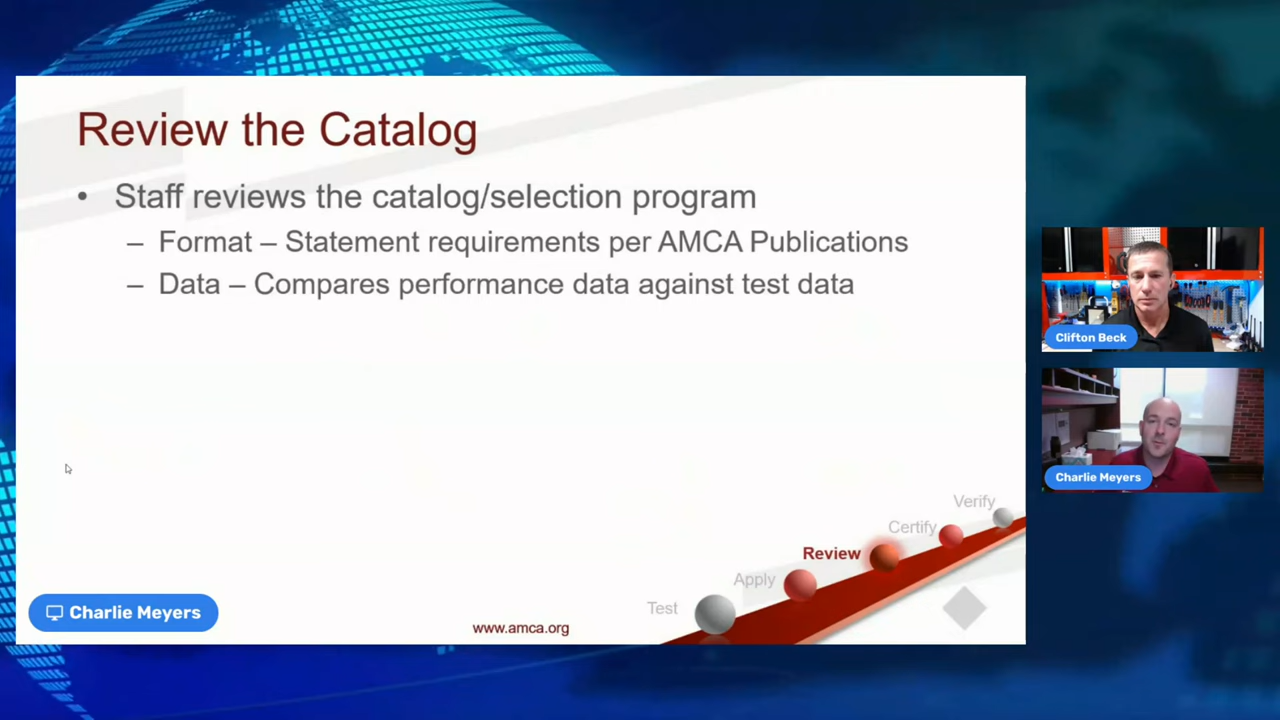 Review the Catalog
• Staff reviews the catalog/selection program
– Format – Statement requirements per AMCA Publications
– Data – Compares performance data against test data
Verify
Certify
Review
Apply
Test
www.amca.org
Charlie Meyers
Clifton Beck
Charlie Meyers